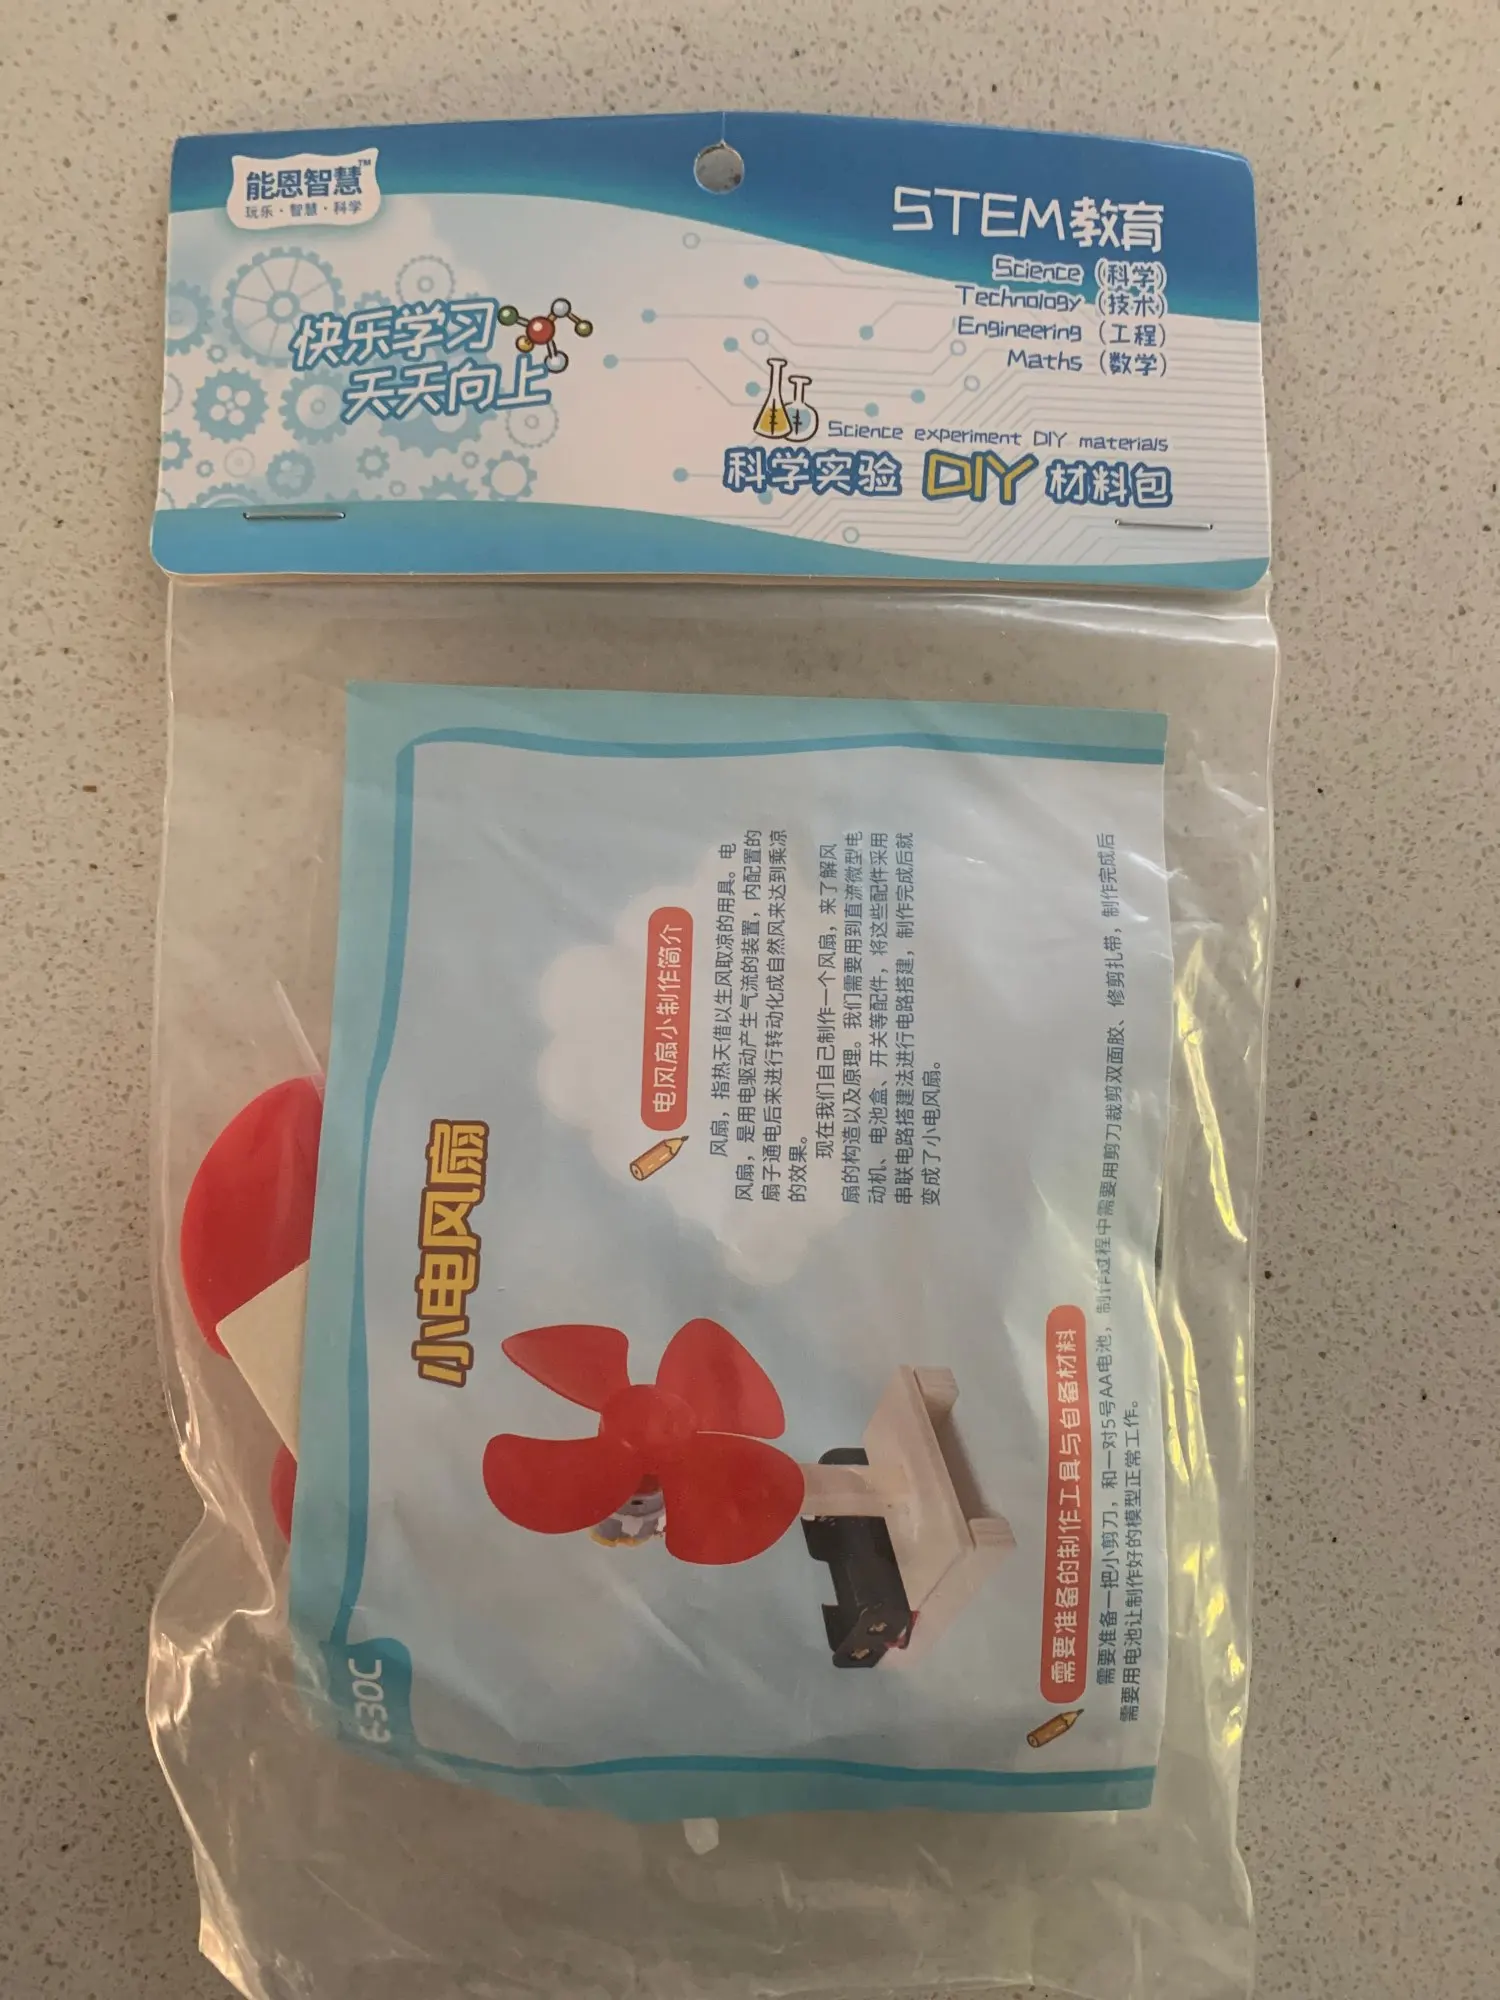 能恩智慧™
玩乐·智慧·科学
快乐学习
天天向上
STEM教育
Science（科学）
Technology（技术）
Engineering（工程）
Maths（数学）
Science experiment DIY materials
科学实验 DIY 材料包
小电风扇
电风扇小制作简介
风扇，指热天借以生风取凉的用具。电
风扇，是用电驱动产生气流的装置，内配置的
扇子通电后来进行转动化成自然风来达到乘凉
的效果。
现在我们自己制作一个风扇，来了解风
扇的构造以及原理。我们需要用到直流微型电
动机、电池盒、开关等配件，将这些配件采用
串联电路搭建法进行电路搭建，制作完成后就
变成了小电风扇。
需要准备的制作工具与自备材料
需要准备一把小剪刀，和一对5号AA电池，制作过程中需要用剪刀裁剪双面胶、修剪扎带，制作完成后
需要用电池让制作好的模型正常工作。